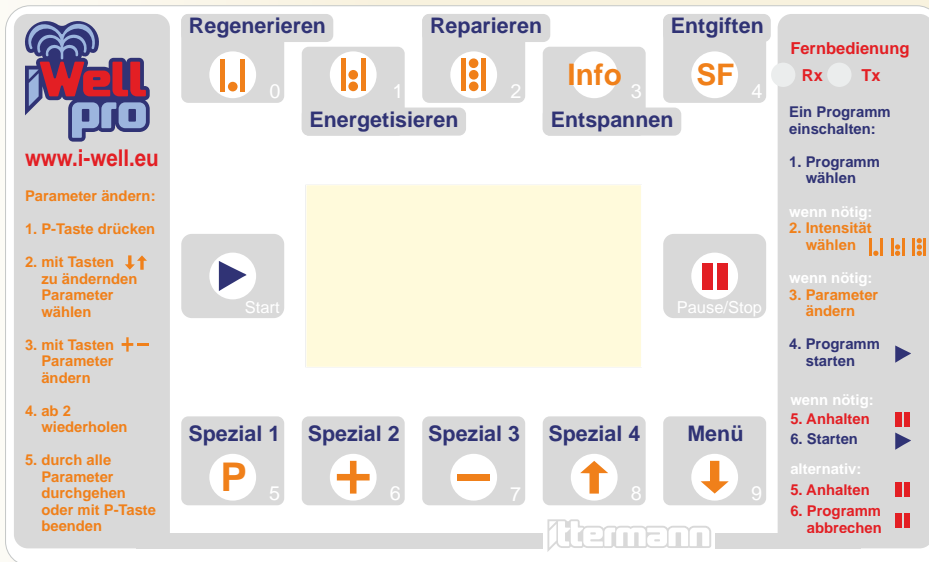 iWell
pro
www.i-well.eu
Parameter ändern:
1. P-Taste drücken
2. mit Tasten ↓↑
zu ändernden
Parameter
wählen
3. mit Tasten + −
Parameter
ändern
4. ab 2
wiederholen
5. durch alle
Parameter
durchgehen
oder mit P-Taste
beenden
Regenerieren
0
1
Energetisieren
Reparieren
2
Info 3
Entspannen
Entgiften
SF 4
Start
Pause/Stop
Spezial 1
P 5
Spezial 2
+ 6
Spezial 3
− 7
Spezial 4
↑ 8
Menü
↓ 9
ittermann
Fernbedienung
Rx Tx
Ein Programm
einschalten:
1. Programm
wählen
wenn nötig:
2. Intensität
wählen
wenn nötig:
3. Parameter
ändern
4. Programm
starten
wenn nötig:
5. Anhalten
6. Starten
alternativ:
5. Anhalten
6. Programm
abbrechen